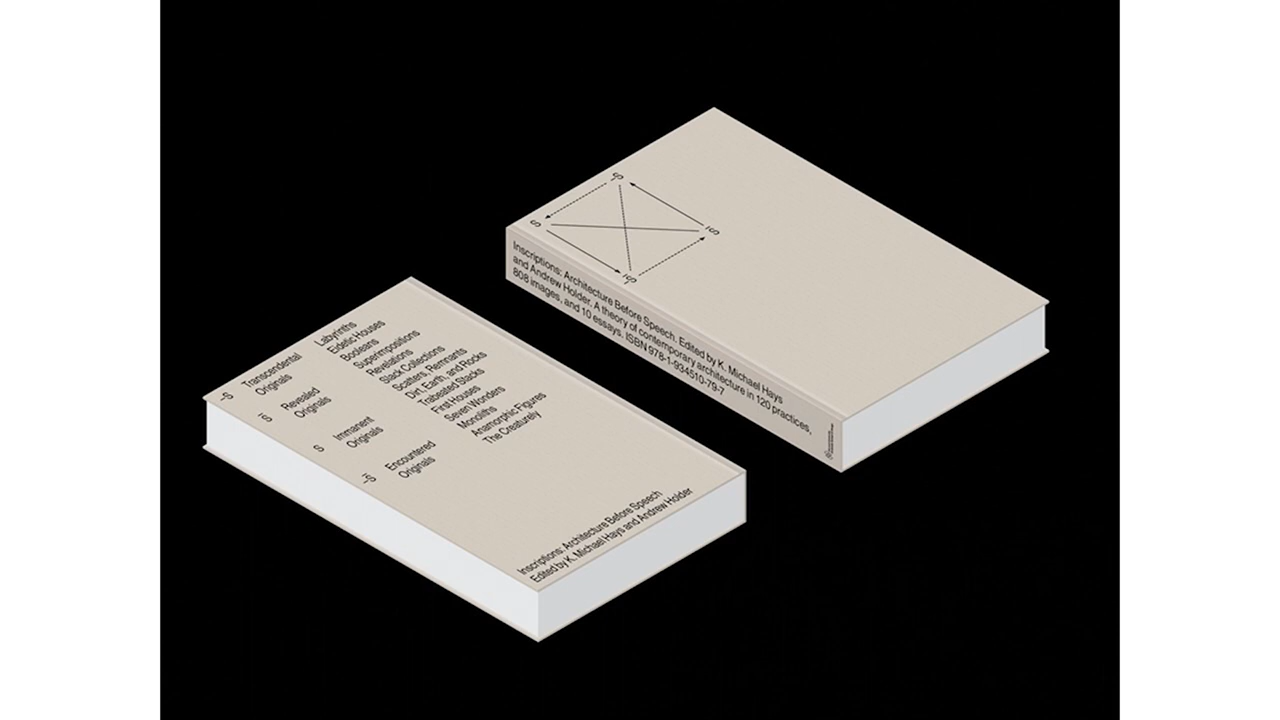 –S
Transcendental
Originals
S̄
Revealed
Originals
S
Immanent
Originals
–S̄
Encountered
Originals
Labyrinths
Eidetic Houses
Booleans
Superimpositions
Revelations
Slack Collections
Scatters, Remnants
Dirt, Earth, and Rocks
Trabeated Stacks
First Houses
Seven Wonders
Monoliths
Anamorphic Figures
The Creaturely
Inscriptions: Architecture Before Speech
Edited by K. Michael Hays and Andrew Holder
–S
S
S̄
–S̄
Inscriptions: Architecture Before Speech. Edited by K. Michael Hays
and Andrew Holder. A theory of contemporary architecture in 120 practices,
808 images, and 10 essays. ISBN 978-1-934510-79-7